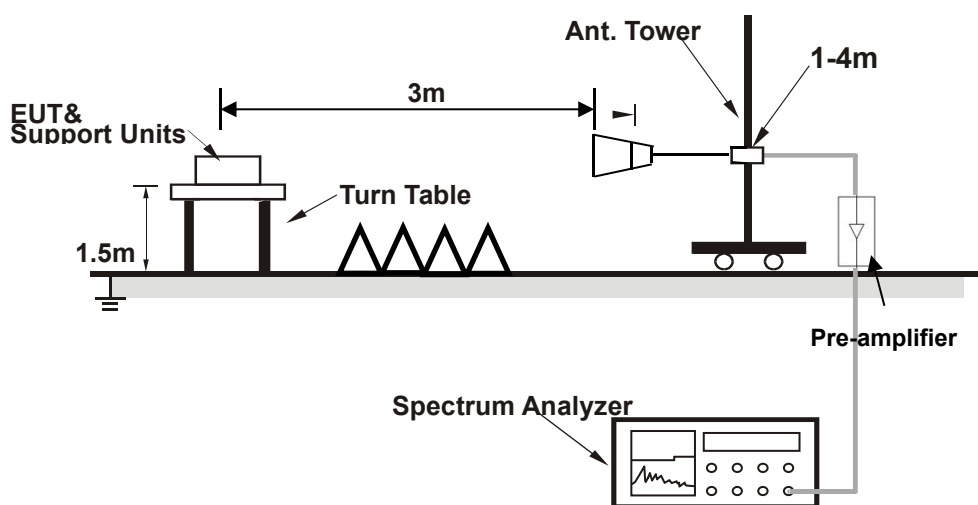 Ant. Tower
1-4m
3m
EUT&
Support Units
Turn Table
1.5m
Pre-amplifier
Spectrum Analyzer